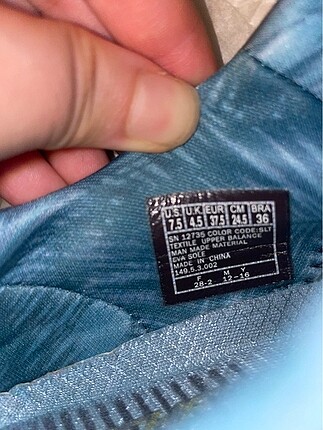 U.S. U.K. EUR CM BRA
7.5 4.5 37.5 24.5 36
SN 12735 COLOR CODE: SLT
TEXTILE UPPER BALANCE
MAN MADE MATERIAL
EVA SOLE
MADE IN CHINA
149.5.3.002
F M Y
28-2 12-16